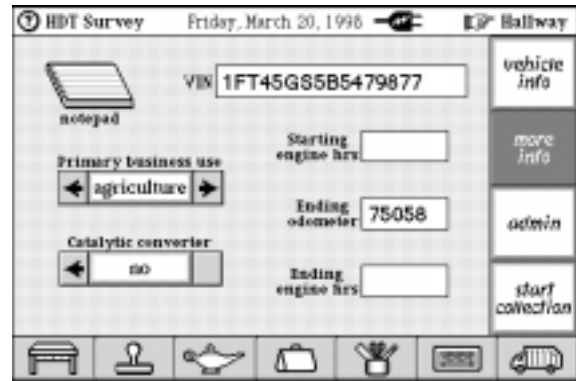 HDT Survey
Friday, March 20, 1998
Hallway
VIN 1FT45GS5B5479877
vehicle
info
notepad
Starting
engine hrs
more
info
Primary business use
agriculture
Ending
odometer 75058
admin
Catalytic converter
no
Ending
engine hrs
start
collection